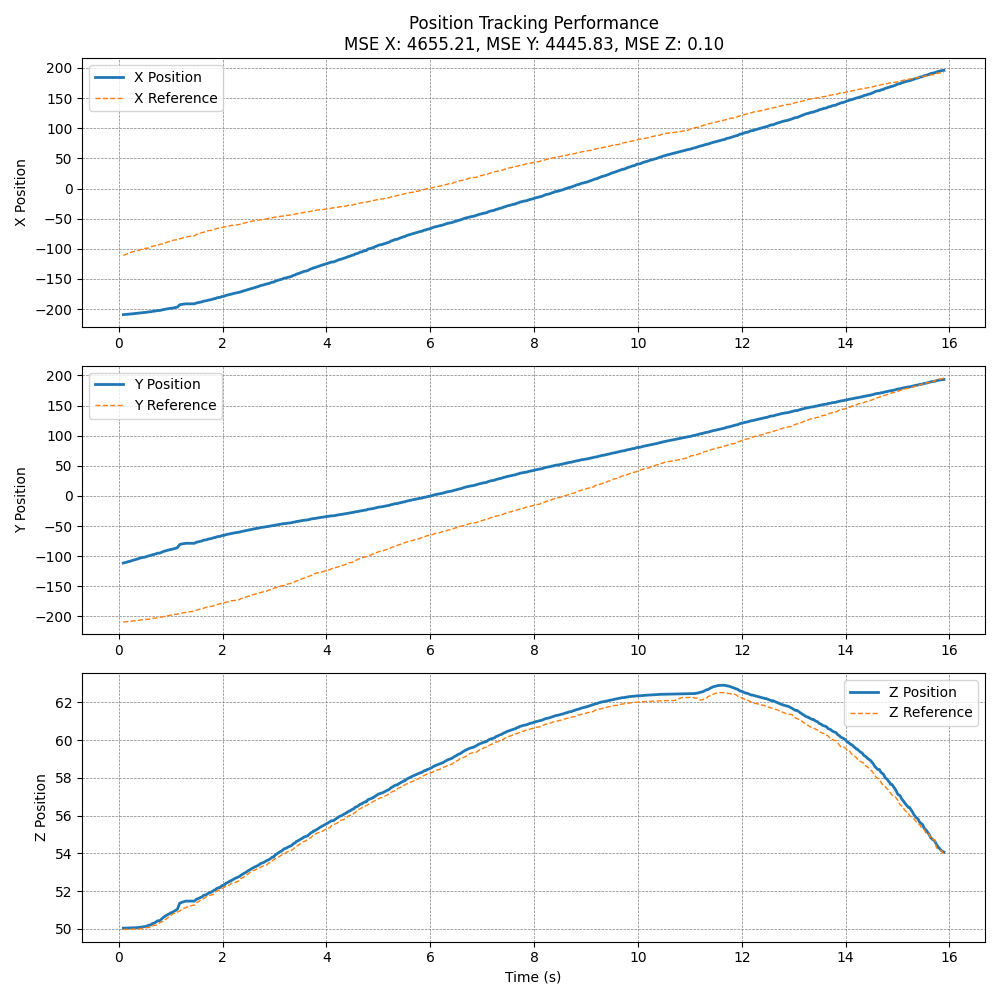 Position Tracking Performance
MSE X: 4655.21, MSE Y: 4445.83, MSE Z: 0.10
200
150
100
50
0
−50
−100
−150
−200
X Position
X Position
X Reference
0 2 4 6 8 10 12 14 16
200
150
100
50
0
−50
−100
−150
−200
Y Position
Y Position
Y Reference
0 2 4 6 8 10 12 14 16
62
60
58
56
54
52
50
Z Position
Z Position
Z Reference
0 2 4 6 8 10 12 14 16
Time (s)